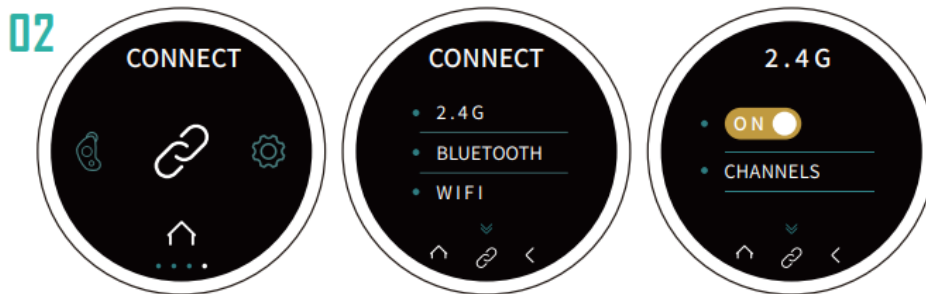 02
CONNECT
CONNECT
2.4G
BLUETOOTH
WIFI
2.4G
ON
CHANNELS